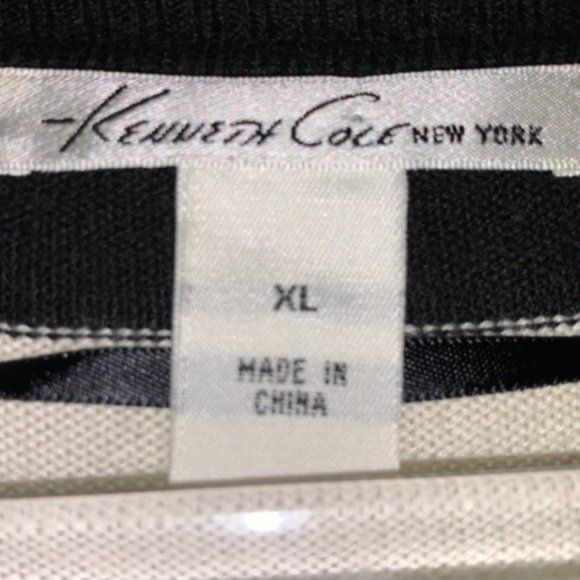 -Kenneth Cole NEW YORK
XL
MADE IN
CHINA